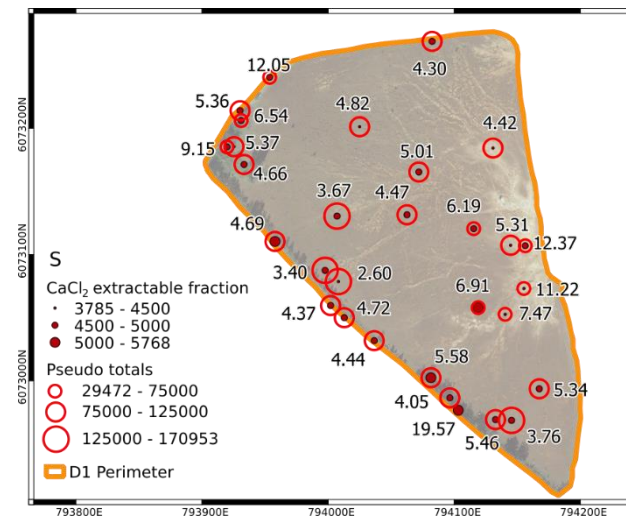 4.30
12.05
5.36
6.54
4.82
6073200N
4.42
9.15
5.37
4.66
5.01
3.67
4.47
6.19
4.69
5.31
12.37
6073100N
S
CaCl₂ extractable fraction
3785 - 4500
4500 - 5000
5000 - 5768
3.40
2.60
6.91
11.22
4.37
4.72
7.47
4.44
Pseudo totals
29472 - 75000
75000 - 125000
125000 - 170953
6073000N
5.58
5.34
4.05
19.57
5.46
3.76
D1 Perimeter
793800E 793900E 794000E 794100E 794200E